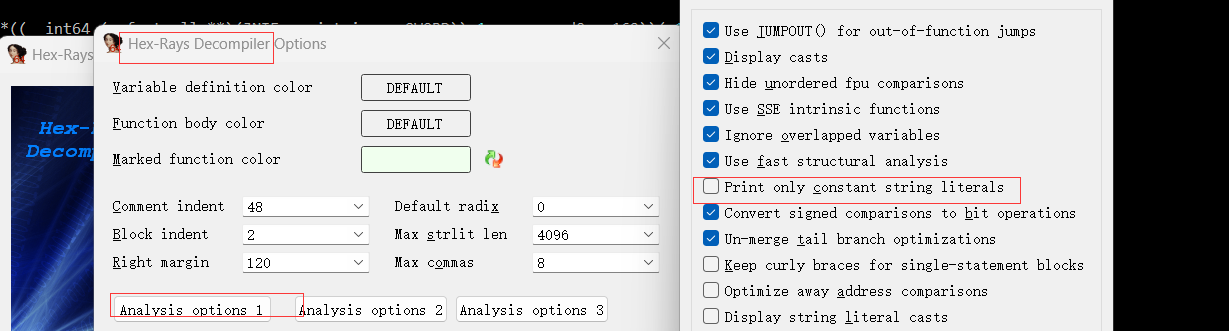 Hex-Rays
Hex-Rays Decompiler Options
Variable definition color DEFAULT
Function body color DEFAULT
Marked function color
Comment indent 48 Default radix 0
Block indent 2 Max strlit len 4096
Right margin 120 Max commas 8
Analysis options 1 Analysis options 2 Analysis options 3
Hex-
Decomp
Use JUMPOUT() for out-of-function jumps
Display casts
Hide unordered fpu comparisons
Use SSE intrinsic functions
Ignore overlapped variables
Use fast structural analysis
Print only constant string literals
Convert signed comparisons to bit operations
Un-merge tail branch optimizations
Keep curly braces for single-statement blocks
Optimize away address comparisons
Display string literal casts